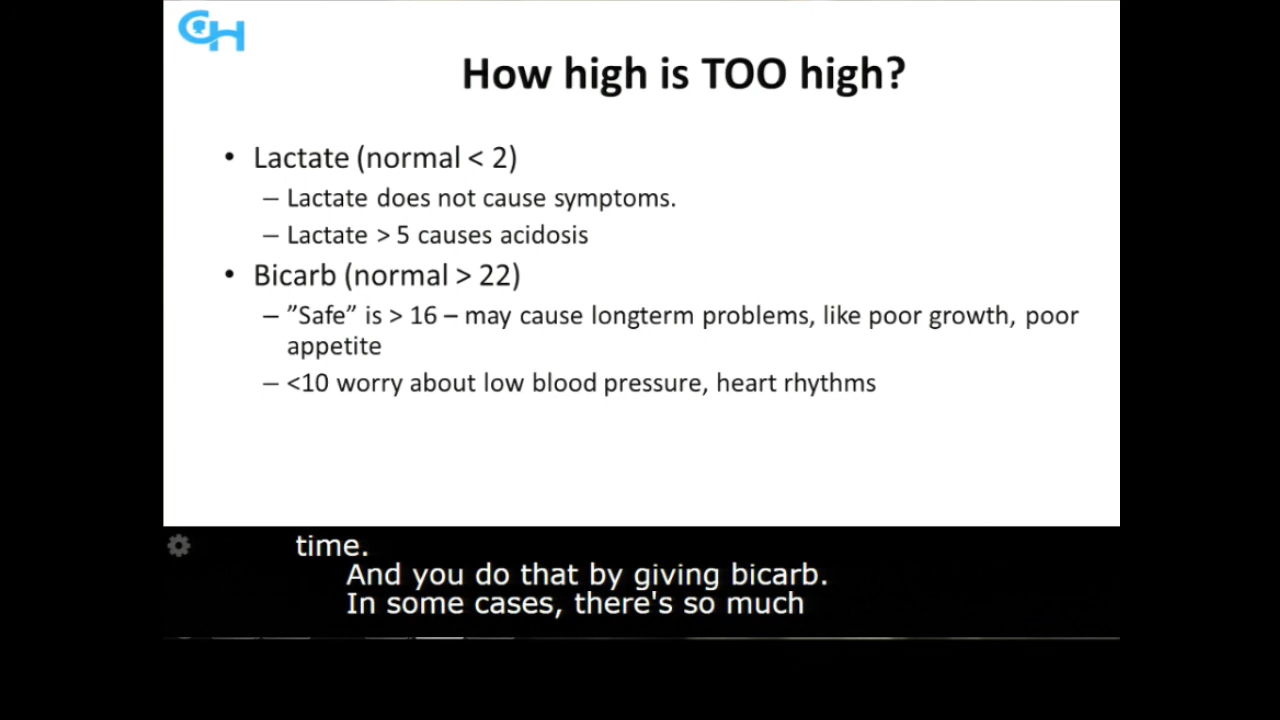 CH
How high is TOO high?
• Lactate (normal < 2)
– Lactate does not cause symptoms.
– Lactate > 5 causes acidosis
• Bicarb (normal > 22)
– ”Safe” is > 16 – may cause longterm problems, like poor growth, poor
appetite
– <10 worry about low blood pressure, heart rhythms
time.
And you do that by giving bicarb.
In some cases, there's so much